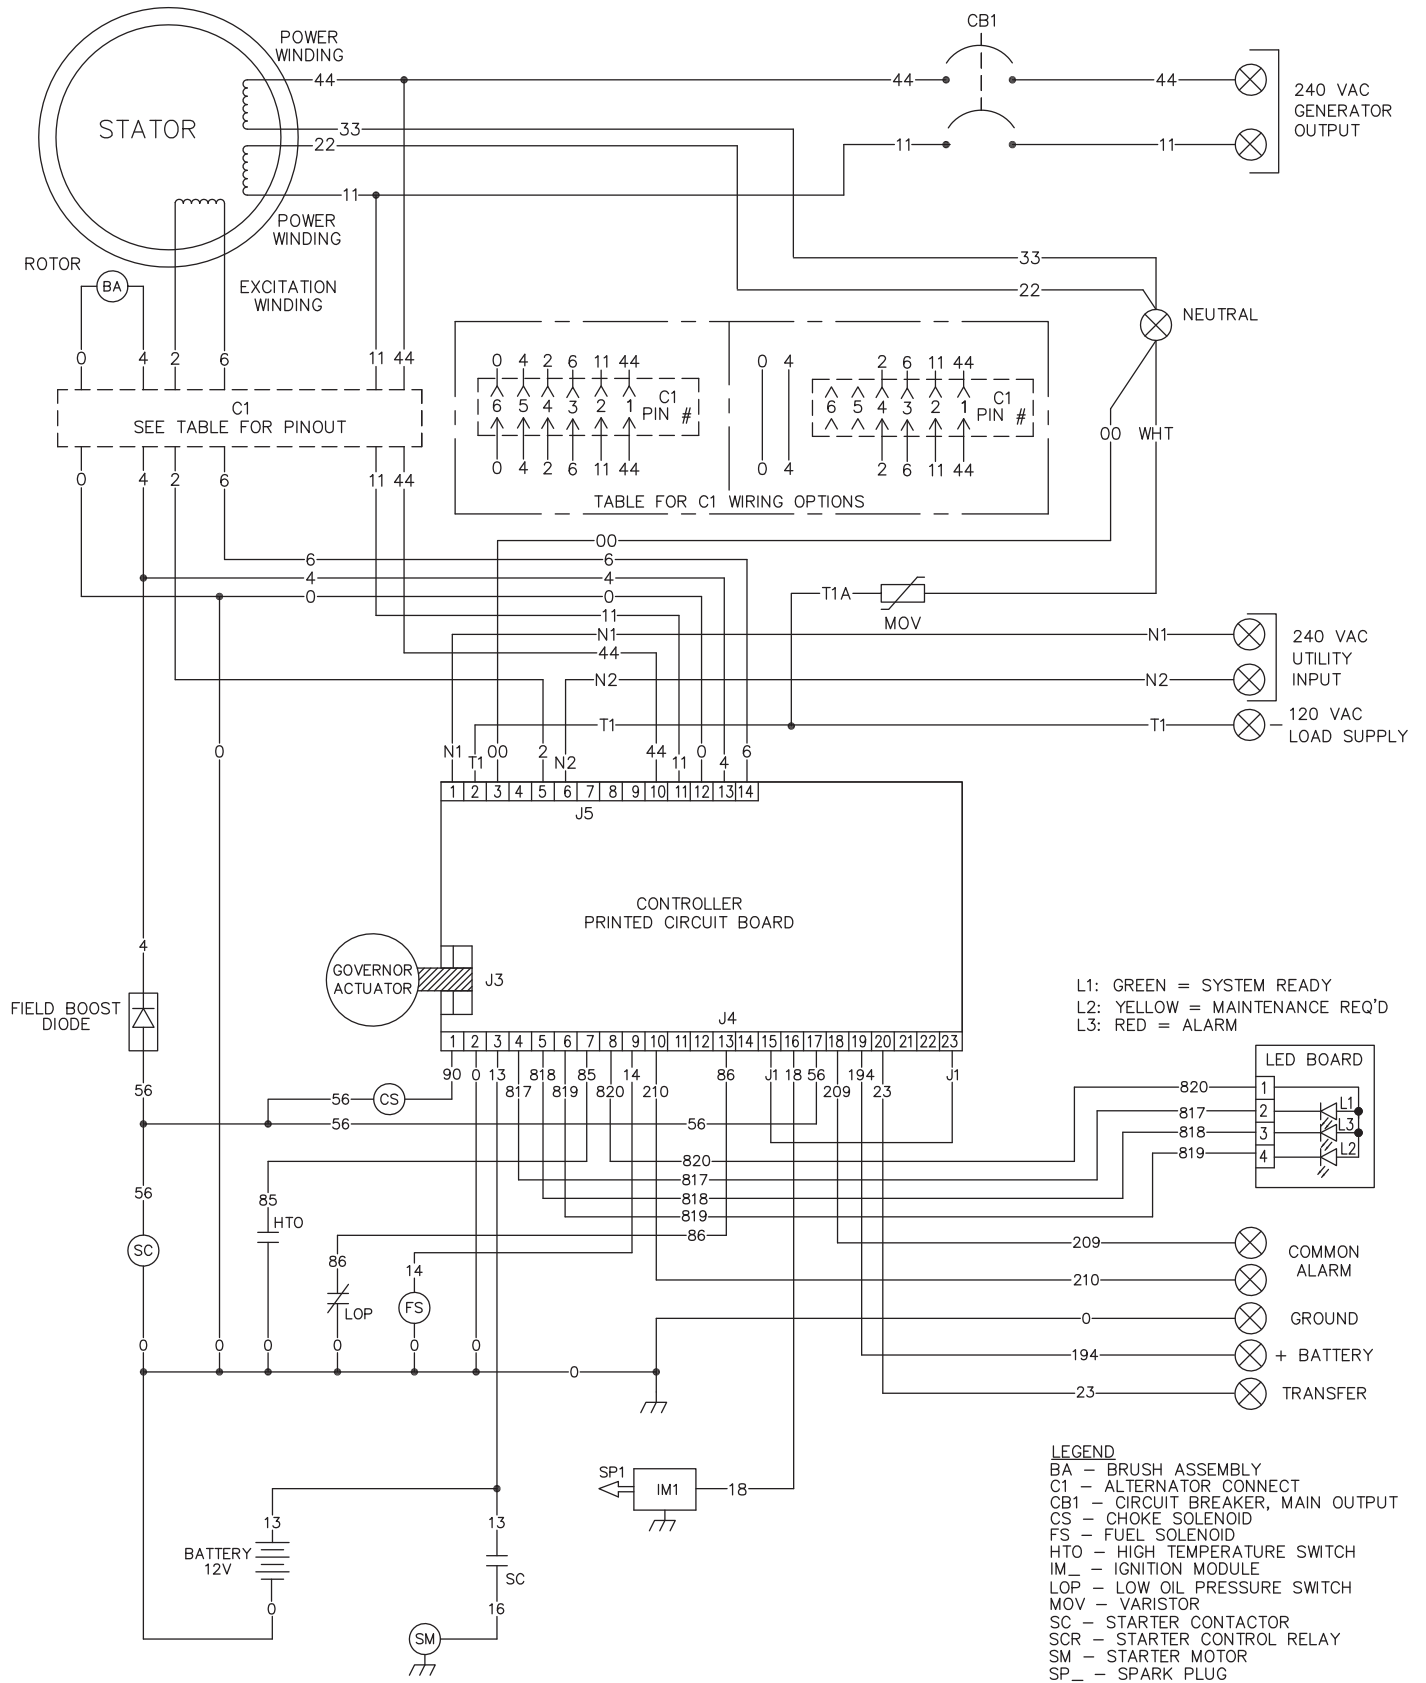 CB1
POWER
WINDING
44 44 44
STATOR
240 VAC
GENERATOR
OUTPUT
33
22
11 11
11
POWER
WINDING
ROTOR
BA
EXCITATION
WINDING
33
22
NEUTRAL
0 4 2 6 11 44
C1
SEE TABLE FOR PINOUT
0 4 2 6 11 44
6 5 4 3 2 1
C1
PIN #
0 4 2 6 11 44
0 4
2 6 11 44
6 5 4 3 2 1
C1
PIN #
0 4
2 6 11 44
TABLE FOR C1 WIRING OPTIONS
00 WHT
0 4 2 6 11 44
00
6 6
4 4
0 0
11
T1A
MOV
N1 N1
44
N2 N2
T1 T1
240 VAC
UTILITY
INPUT
120 VAC
LOAD SUPPLY
0
N1 T1 00 2 N2 44 11 0 4 6
1 2 3 4 5 6 7 8 9 10 11 12 13 14
J5
CONTROLLER
PRINTED CIRCUIT BOARD
4
GOVERNOR
ACTUATOR
J3
FIELD BOOST
DIODE
J4
1 2 3 4 5 6 7 8 9 10 11 12 13 14 15 16 17 18 19 20 21 22 23
90 0 13 817 818 819 85 820 14 210 86 J1 18 56 209 194 23 J1
L1: GREEN = SYSTEM READY
L2: YELLOW = MAINTENANCE REQ'D
L3: RED = ALARM
LED BOARD
820 1
817 2 L1
818 3 L3
819 4 L2
56
56 CS
56 56
820
817
818
819
56
85
HTO
86
86
LOP
14
FS
SC
209
210
COMMON
ALARM
0 GROUND
194 + BATTERY
23 TRANSFER
0 0 0 0 0 0
0
SP1
IM1
18
13
BATTERY
12V
0
13
SC
16
SM
LEGEND
BA – BRUSH ASSEMBLY
C1 – ALTERNATOR CONNECT
CB1 – CIRCUIT BREAKER, MAIN OUTPUT
CS – CHOKE SOLENOID
FS – FUEL SOLENOID
HTO – HIGH TEMPERATURE SWITCH
IM_ – IGNITION MODULE
LOP – LOW OIL PRESSURE SWITCH
MOV – VARISTOR
SC – STARTER CONTACTOR
SCR – STARTER CONTROL RELAY
SM – STARTER MOTOR
SP_ – SPARK PLUG